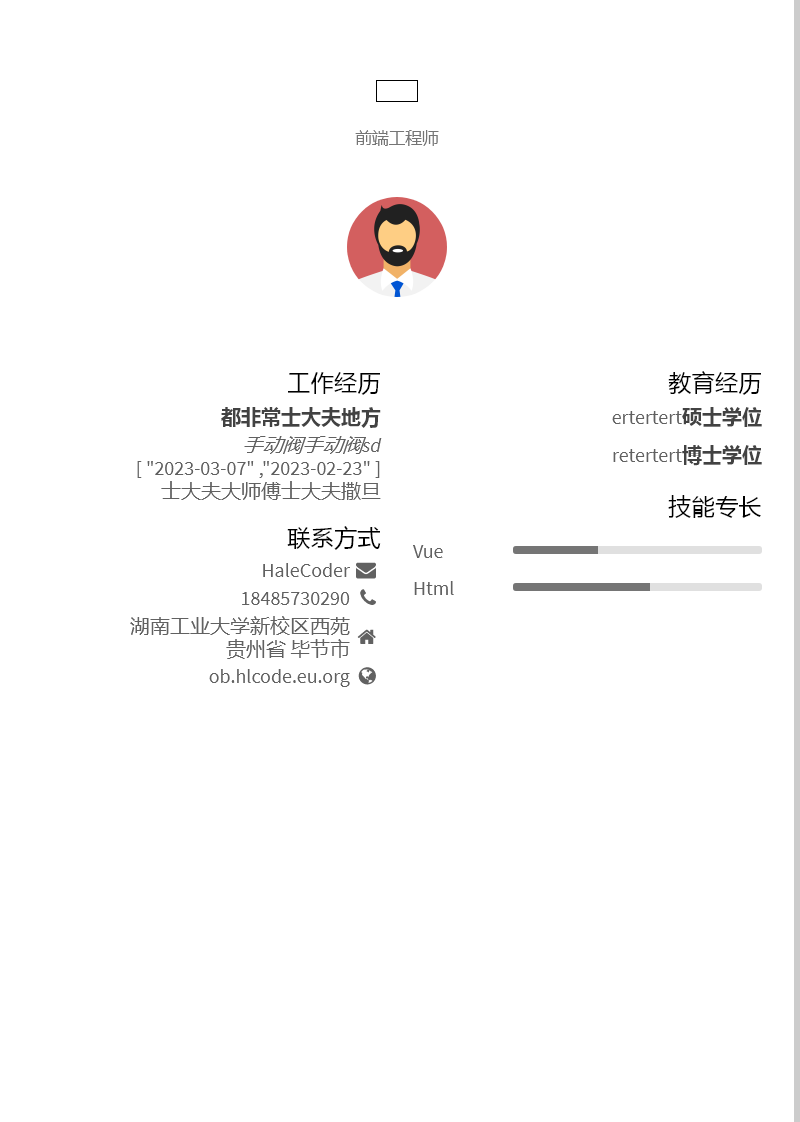 前端工程师
工作经历
都非常士大夫地方
手动阀手动阀sd
[ "2023-03-07" ,"2023-02-23" ]
士大夫大师傅士大夫撒旦
联系方式
HaleCoder
18485730290
湖南工业大学新校区西苑
贵州省 毕节市
ob.hlcode.eu.org
教育经历
ertertert硕士学位
retertert博士学位
技能专长
Vue
Html